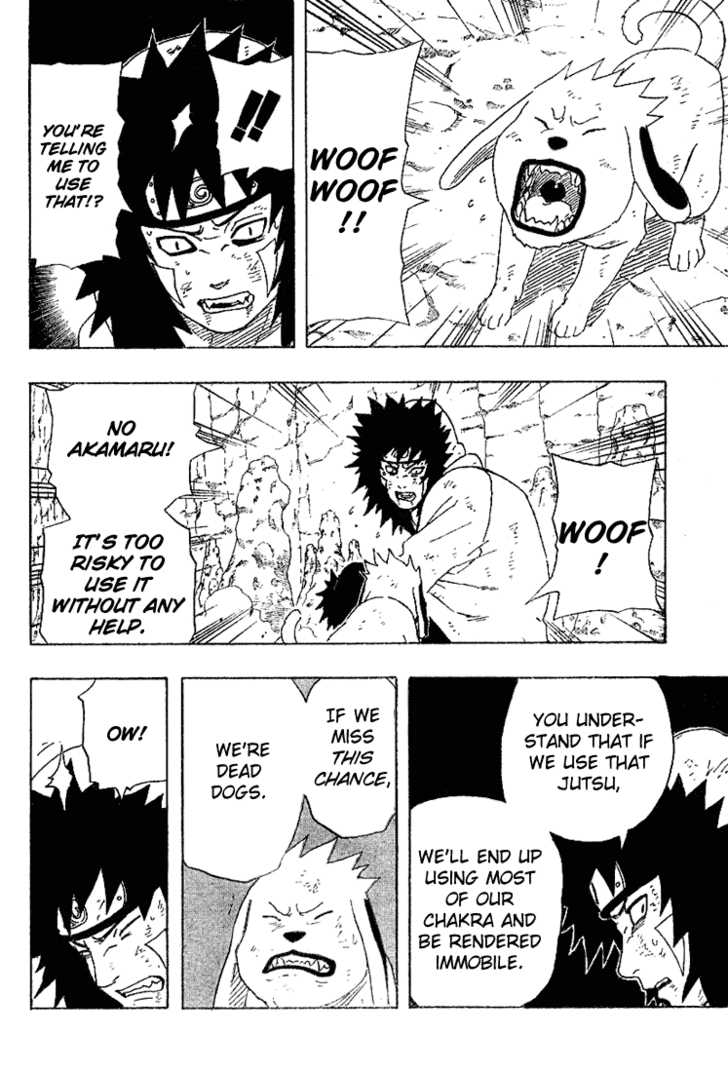 WOOF
WOOF
!!
!!
YOU'RE
TELLING
ME TO
USE
THAT!?
WOOF
!
NO
AKAMARU!
IT'S TOO
RISKY TO
USE IT
WITHOUT ANY
HELP.
YOU UNDER-
STAND THAT IF
WE USE THAT
JUTSU,
WE'LL END UP
USING MOST
OF OUR
CHAKRA AND
BE RENDERED
IMMOBILE.
IF WE
MISS
THIS
CHANCE,
WE'RE
DEAD
DOGS.
OW!